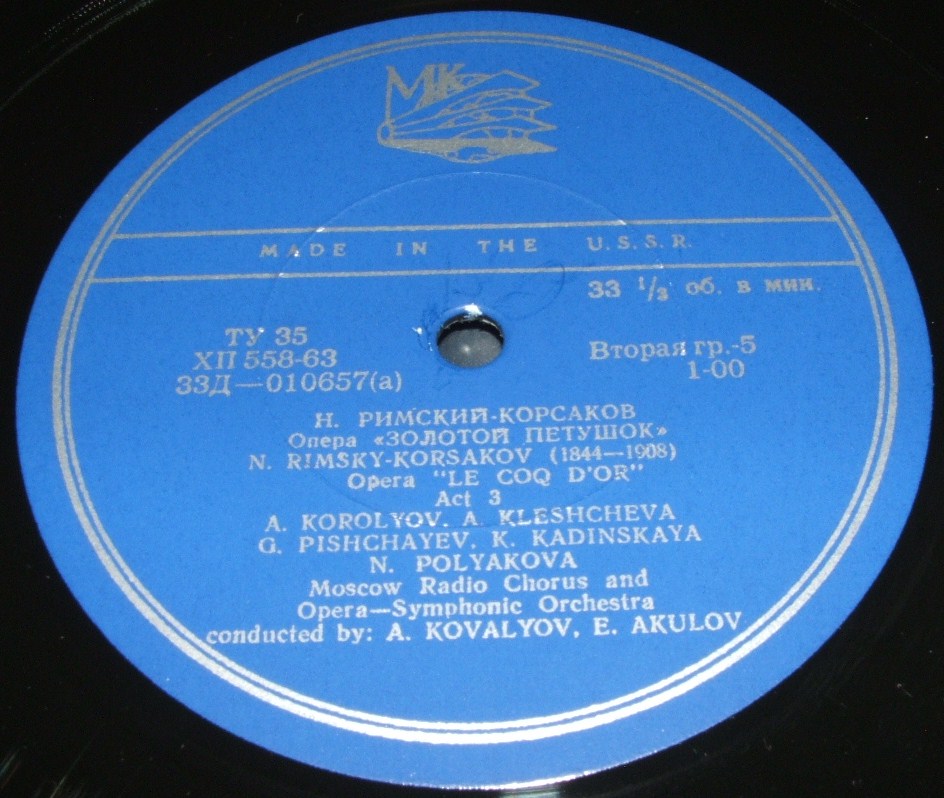 MK
MADE IN THE U.S.S.R.
33 1/3 об. в мин.
ТУ 35
ХП 558-63
33Д—010657(а)
Вторая гр.-5
1-00
Н. РИМСКИЙ-КОРСАКОВ
Опера «ЗОЛОТОЙ ПЕТУШОК»
N. RIMSKY-KORSAKOV (1844—1908)
Opera "LE COQ D'OR"
Act 3
A. KOROLYOV, A. KLESHCHEVA
G. PISHCHAYEV, K. KADINSKAYA
N. POLYAKOVA
Moscow Radio Chorus and
Opera—Symphonic Orchestra
conducted by: A. KOVALYOV, E. AKULOV